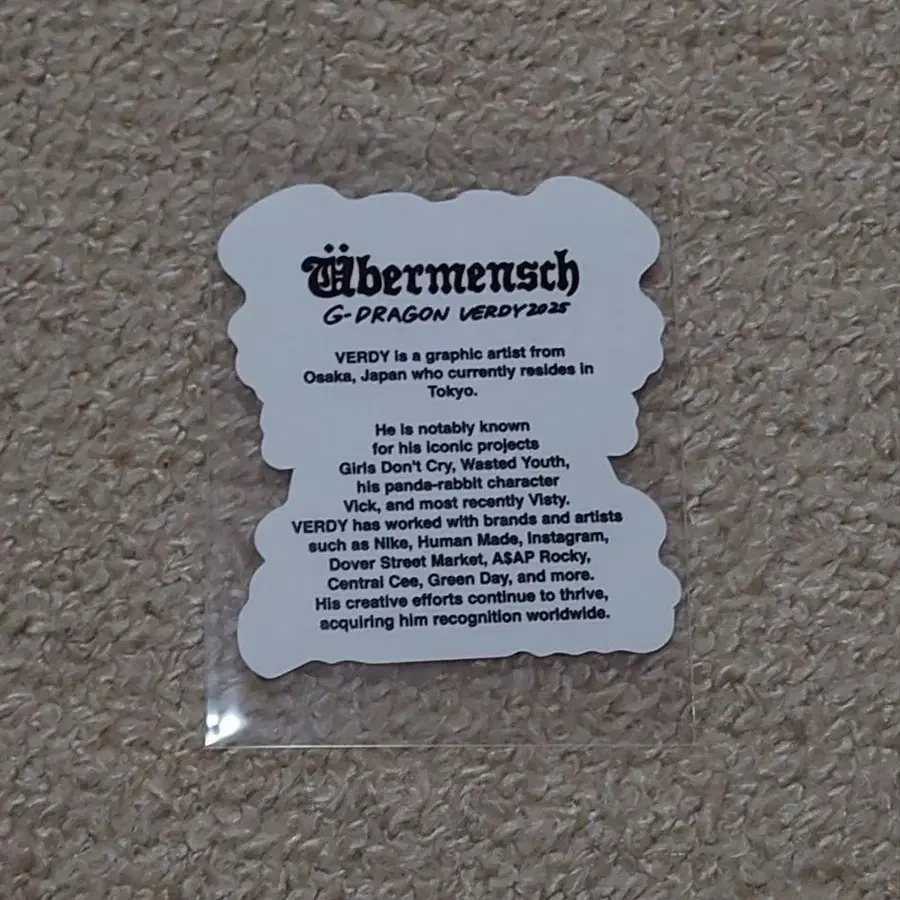 Übermensch
G-DRAGON VERDY 2025
VERDY is a graphic artist from
Osaka, Japan who currently resides in
Tokyo.
He is notably known
for his iconic projects
Girls Don't Cry, Wasted Youth,
his panda-rabbit character
Vick, and most recently Visty.
VERDY has worked with brands and artists
such as Nike, Human Made, Instagram,
Dover Street Market, A$AP Rocky,
Central Cee, Green Day, and more.
His creative efforts continue to thrive,
acquiring him recognition worldwide.